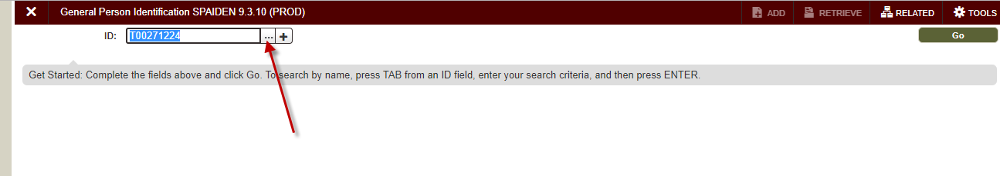 ✕ General Person Identification SPAIDEN 9.3.10 (PROD) ADD RETRIEVE RELATED TOOLS
ID: T00271224 ... + Go
Get Started: Complete the fields above and click Go. To search by name, press TAB from an ID field, enter your search criteria, and then press ENTER.